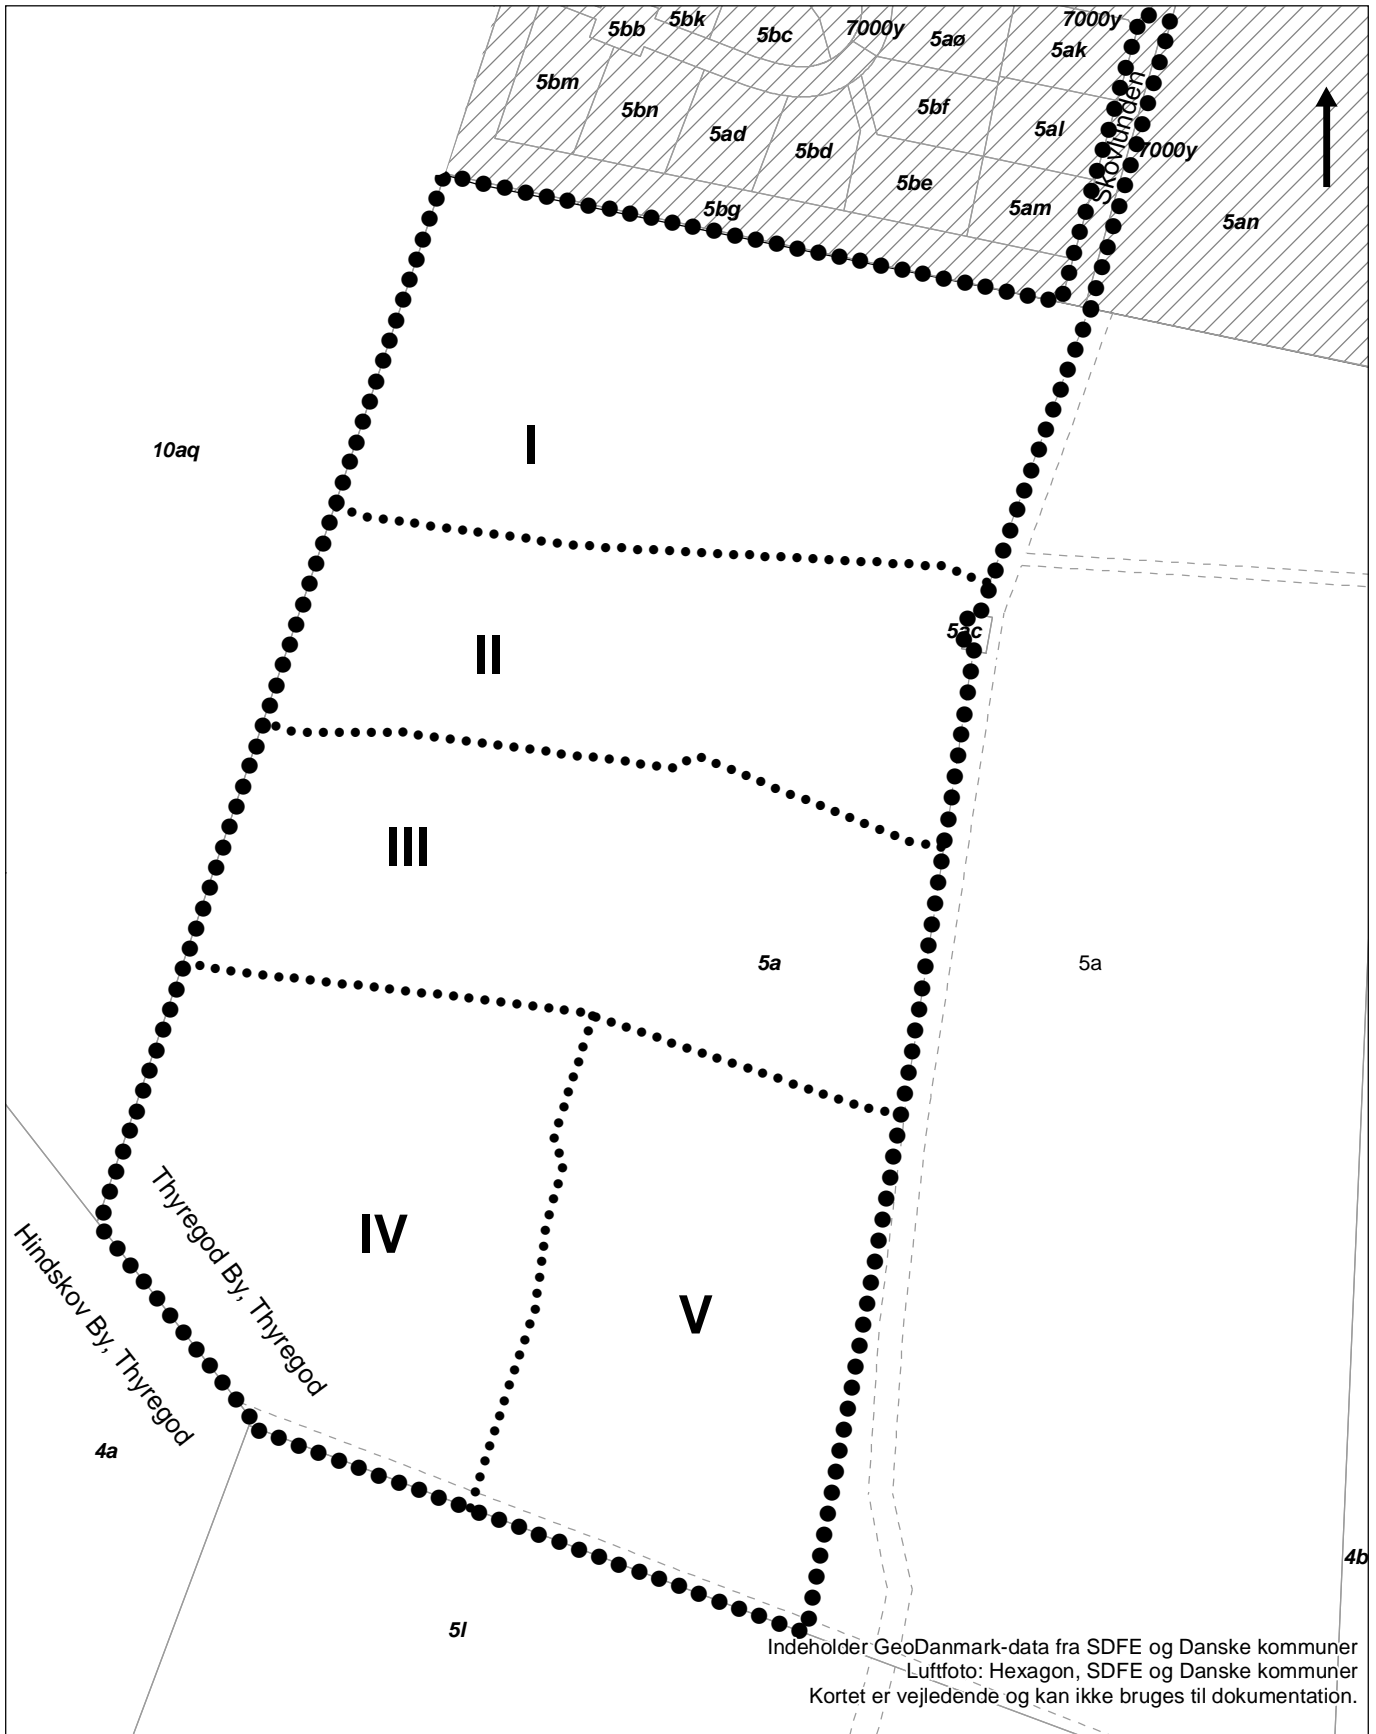 5bb
5bk
5bc
7000y
5aø
7000y
5ak
5bm
5bn
5ad
5bd
5bf
5al
Skovlunden
7000y
5be
5bg
5am
5an
10aq
I
II
5ac
III
5a
5a
IV
V
Thyregod By, Thyregod
Hindskov By, Thyregod
4a
4b
5l
Indeholder GeoDanmark-data fra SDFE og Danske kommuner
Luftfoto: Hexagon, SDFE og Danske kommuner
Kortet er vejledende og kan ikke bruges til dokumentation.